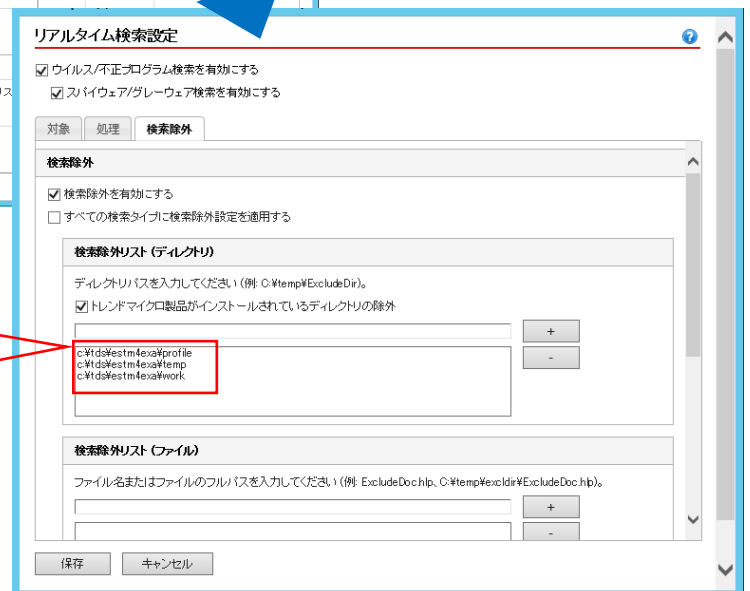 リアルタイム検索設定
ウイルス/不正プログラム検索を有効にする
スパイウェア/グレーウェア検索を有効にする
対象 処理 検索除外
検索除外
検索除外を有効にする
すべての検索タイプに検索除外設定を適用する
検索除外リスト (ディレクトリ)
ディレクトリパスを入力してください (例: C:¥temp¥ExcludeDir)。
トレンドマイクロ製品がインストールされているディレクトリの除外
+
c:¥tds¥estm4exa¥profile
c:¥tds¥estm4exa¥temp
c:¥tds¥estm4exa¥work
-
検索除外リスト (ファイル)
ファイル名またはファイルのフルパスを入力してください (例: ExcludeDoc.hlp、C:¥temp¥excldir¥ExcludeDoc.hlp)。
+
-
保存 キャンセル